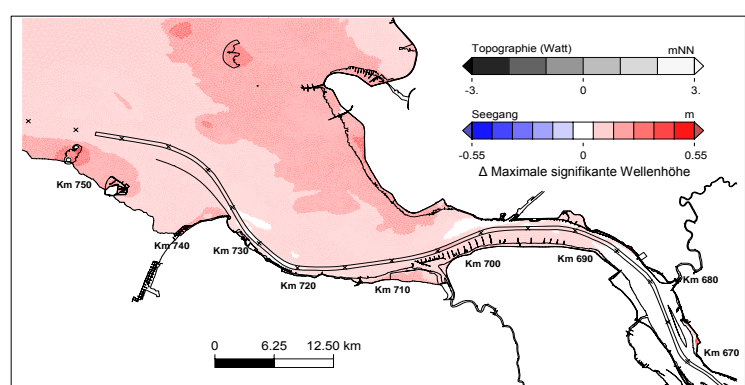 Topographie (Watt) mNN
-3. 0 3.
Seegang m
-0.55 0 0.55
Δ Maximale signifikante Wellenhöhe
Km 750
Km 740
Km 730
Km 720
Km 710
Km 700
Km 690
Km 680
Km 670
0 6.25 12.50 km